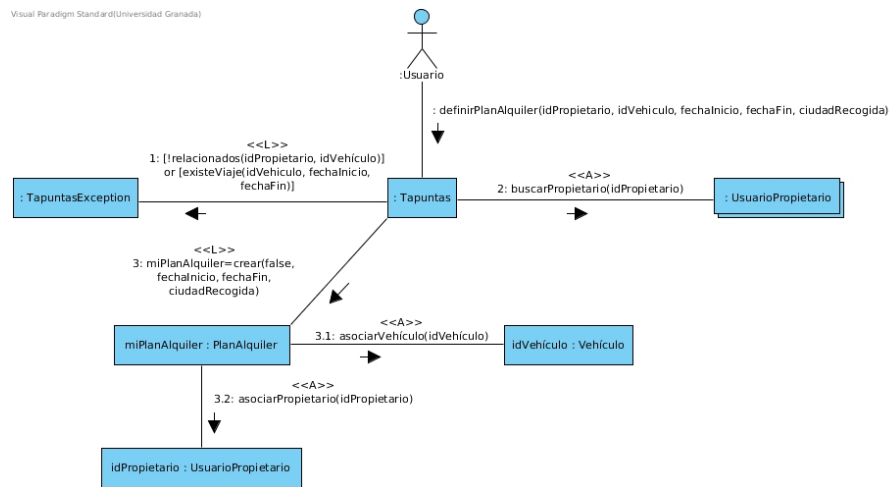 Visual Paradigm Standard(Universidad Granada)
:Usuario
: definirPlanAlquiler(idPropietario, idVehiculo, fechaInicio, fechaFin, ciudadRecogida)
<<L>>
1: [!relacionados(idPropietario, idVehículo)]
or [existeViaje(idVehiculo, fechaInicio,
fechaFin)]
<<A>>
2: buscarPropietario(idPropietario)
: TapuntasException
: Tapuntas
: UsuarioPropietario
<<L>>
3: miPlanAlquiler=crear(false,
fechaInicio, fechaFin,
ciudadRecogida)
<<A>>
3.1: asociarVehículo(idVehículo)
miPlanAlquiler : PlanAlquiler
idVehículo : Vehículo
<<A>>
3.2: asociarPropietario(idPropietario)
idPropietario : UsuarioPropietario